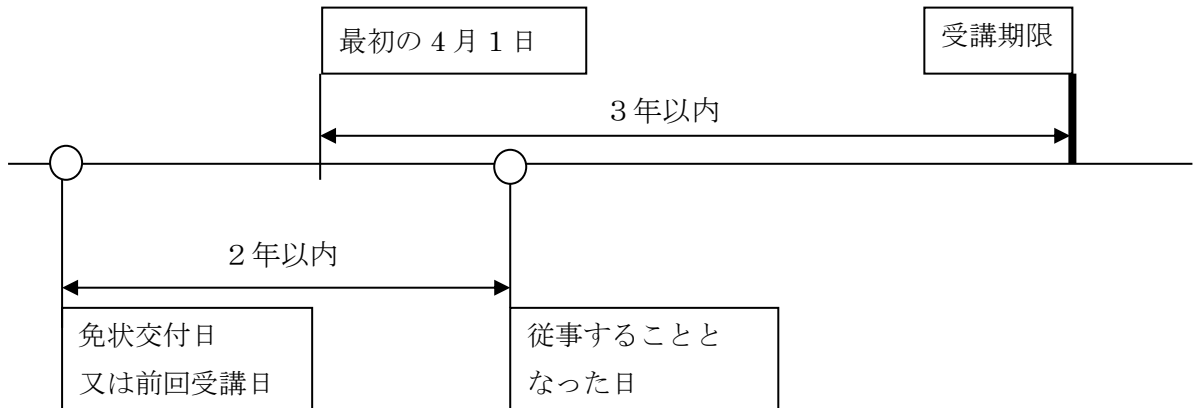 最初の４月１日
受講期限
３年以内
２年以内
免状交付日
又は前回受講日
従事することと
なった日